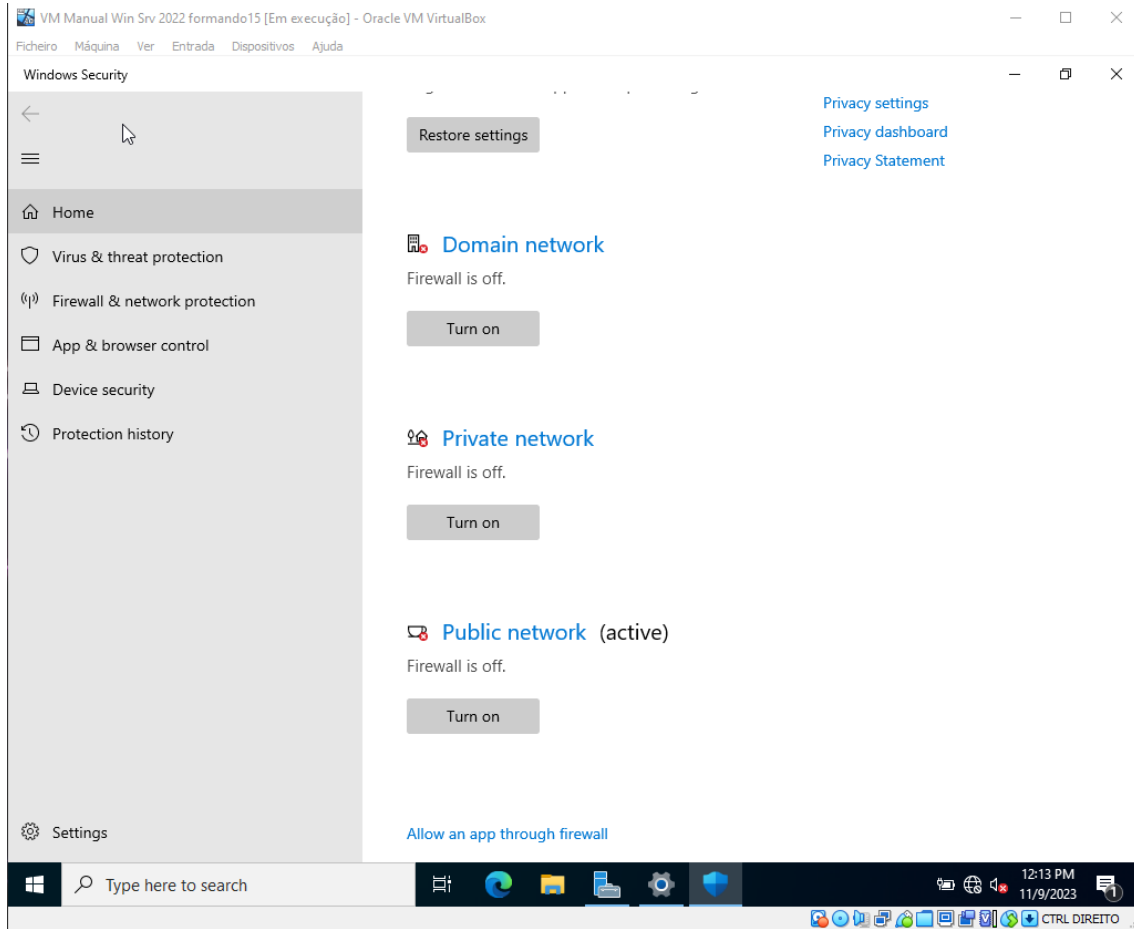 VM Manual Win Srv 2022 formando15 [Em execução] - Oracle VM VirtualBox
Ficheiro Máquina Ver Entrada Dispositivos Ajuda
Windows Security
Privacy settings
Restore settings
Privacy dashboard
Privacy Statement
Home
Virus & threat protection
Firewall & network protection
App & browser control
Device security
Protection history
Domain network
Firewall is off.
Turn on
Private network
Firewall is off.
Turn on
Public network (active)
Firewall is off.
Turn on
Settings
Allow an app through firewall
Type here to search
12:13 PM
11/9/2023
1
CTRL DIREITO